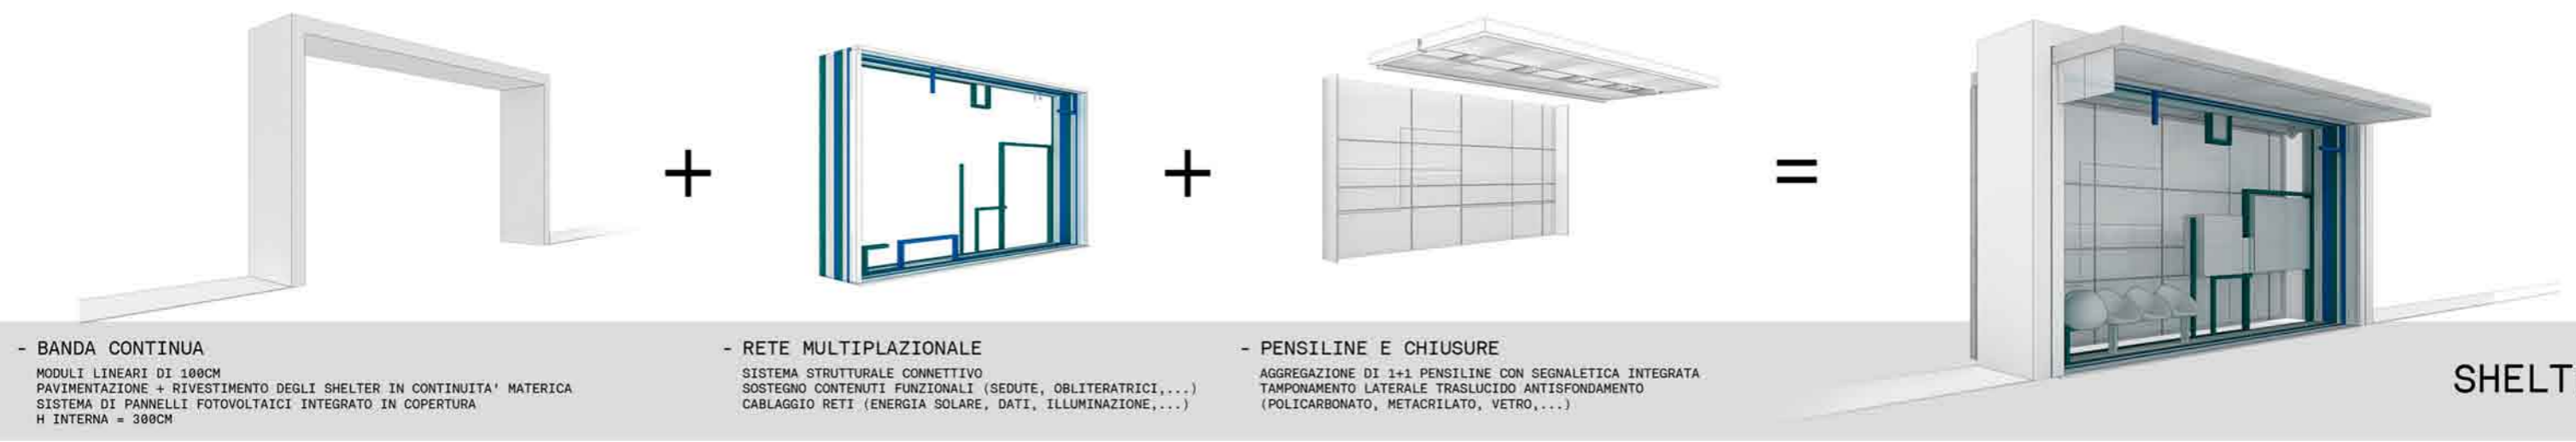 +
+
=
- BANDA CONTINUA
MODULI LINEARI DI 100CM
PAVIMENTAZIONE + RIVESTIMENTO DEGLI SHELTER IN CONTINUITA' MATERICA
SISTEMA DI PANNELLI FOTOVOLTAICI INTEGRATO IN COPERTURA
H INTERNA = 300CM
- RETE MULTIPLAZIONALE
SISTEMA STRUTTURALE CONNETTIVO
SOSTEGNO CONTENUTI FUNZIONALI (SEDUTE, OBLITERATRICI,...)
CABLAGGIO RETI (ENERGIA SOLARE, DATI, ILLUMINAZIONE,...)
- PENSILINE E CHIUSURE
AGGREGAZIONE DI 1+1 PENSILINE CON SEGNALETICA INTEGRATA
TAMPONAMENTO LATERALE TRASLUCIDO ANTISFONDAMENTO
(POLICARBONATO, METACRILATO, VETRO,...)
SHELT